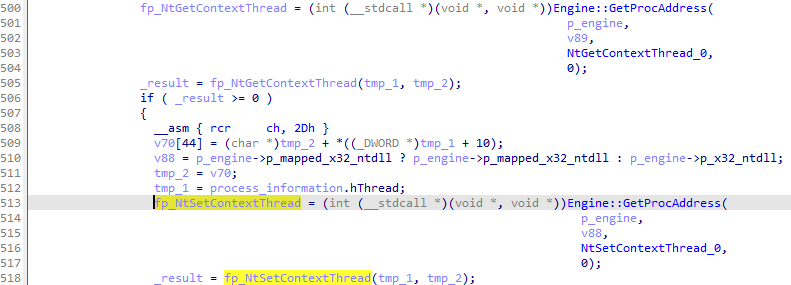 500 fp_NtGetContextThread = (int (__stdcall *)(void *, void *))Engine::GetProcAddress(
501 p_engine,
502 v89,
503 NtGetContextThread_0,
504 0);
505 _result = fp_NtGetContextThread(tmp_1, tmp_2);
506 if ( _result >= 0 )
507 {
508 __asm { rcr ch, 2Dh }
509 v70[44] = (char *)tmp_2 + *((_DWORD *)tmp_1 + 10);
510 v88 = p_engine->p_mapped_x32_ntdll ? p_engine->p_mapped_x32_ntdll : p_engine->p_x32_ntdll;
511 tmp_2 = v70;
512 tmp_1 = process_information.hThread;
513 fp_NtSetContextThread = (int (__stdcall *)(void *, void *))Engine::GetProcAddress(
514 p_engine,
515 v88,
516 NtSetContextThread_0,
517 0);
518 _result = fp_NtSetContextThread(tmp_1, tmp_2);